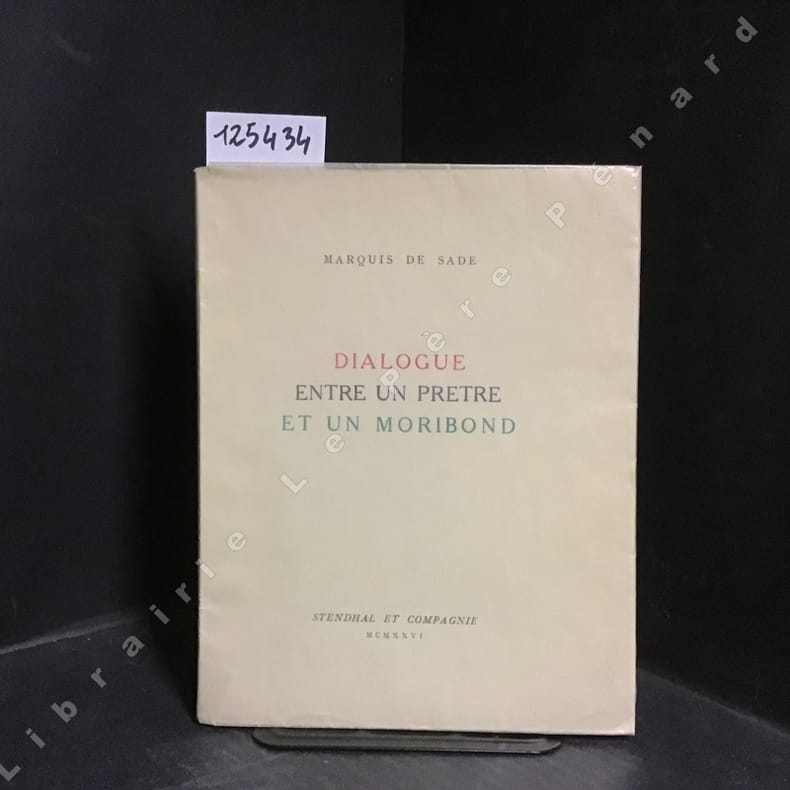 125434
MARQUIS DE SADE
DIALOGUE
ENTRE UN PRETRE
ET UN MORIBOND
STENDHAL ET COMPAGNIE
MCMXXVI
Librairie Le Père Pénard